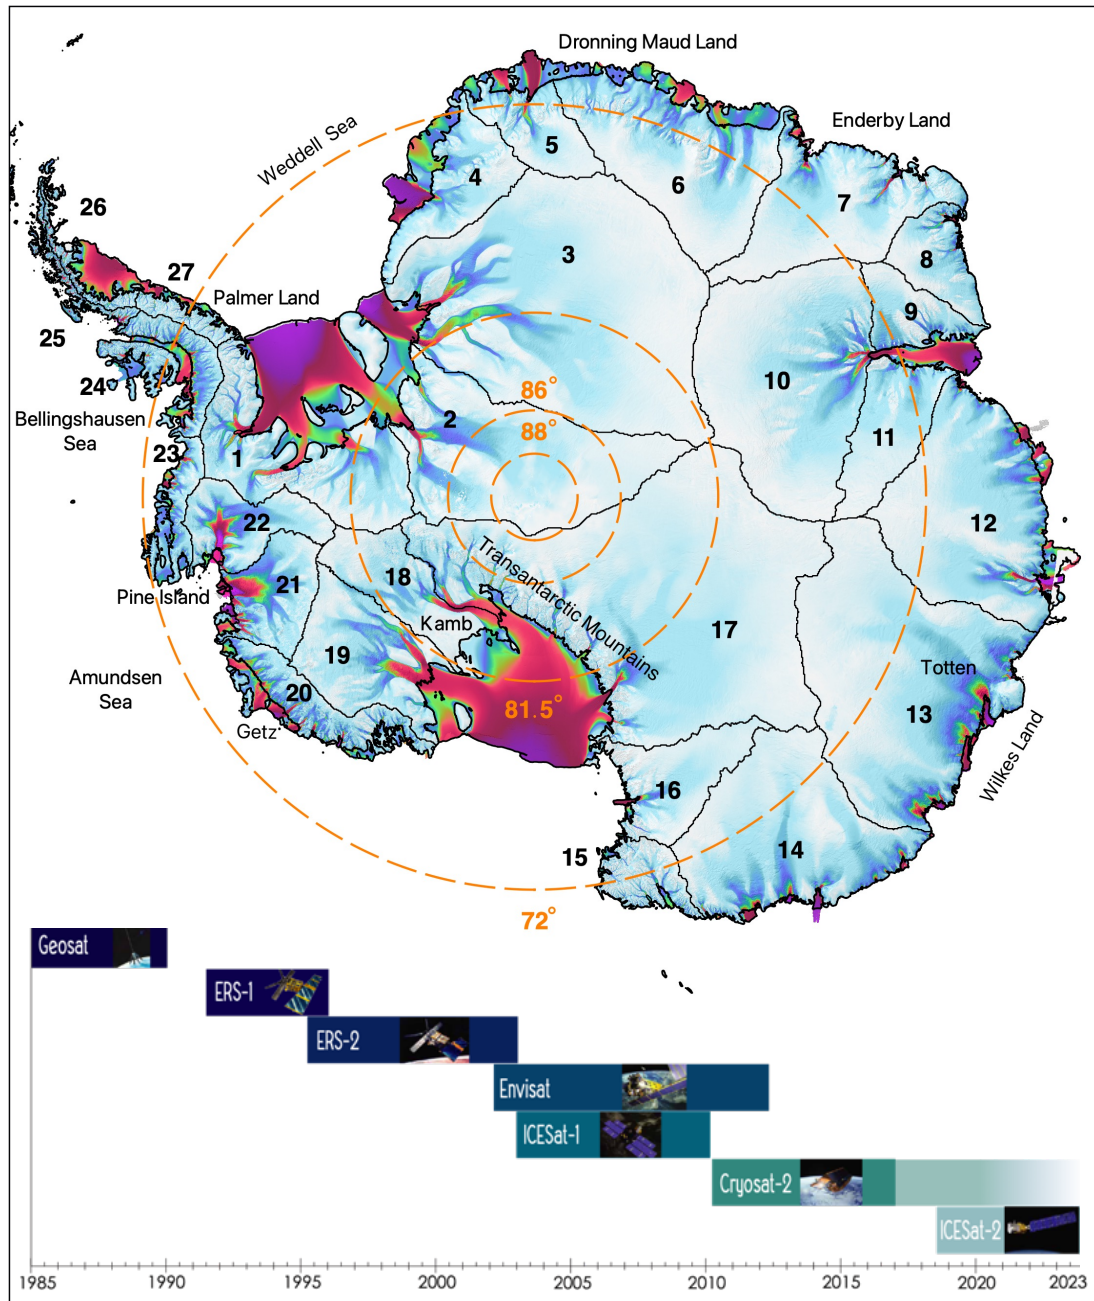 Dronning Maud Land
Enderby Land
Weddell Sea
5
4
6
7
26
3
8
27
Palmer Land
9
25
24
86°
10
88°
2
Bellingshausen
Sea
11
23
1
22
12
Transantarctic Mountains
18
21
Pine Island
Kamb
17
19
Totten
Amundsen
Sea
20
81.5°
13
Getz
Wilkes Land
16
15
14
72°
Geosat
ERS-1
ERS-2
Envisat
ICESat-1
Cryosat-2
ICESat-2
1985 1990 1995 2000 2005 2010 2015 2020 2023